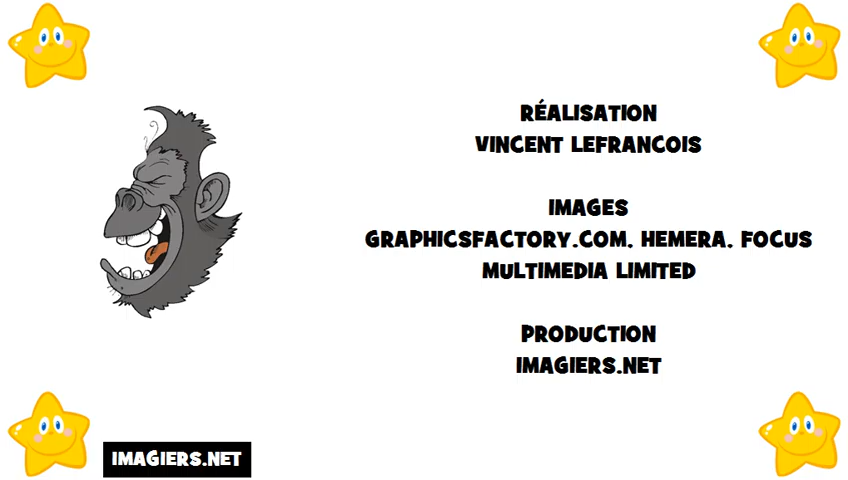 RÉALISATION
VINCENT LEFRANCOIS
IMAGES
GRAPHICSFACTORY.COM, HEMERA, FOCUS
MULTIMEDIA LIMITED
PRODUCTION
IMAGIERS.NET
IMAGIERS.NET